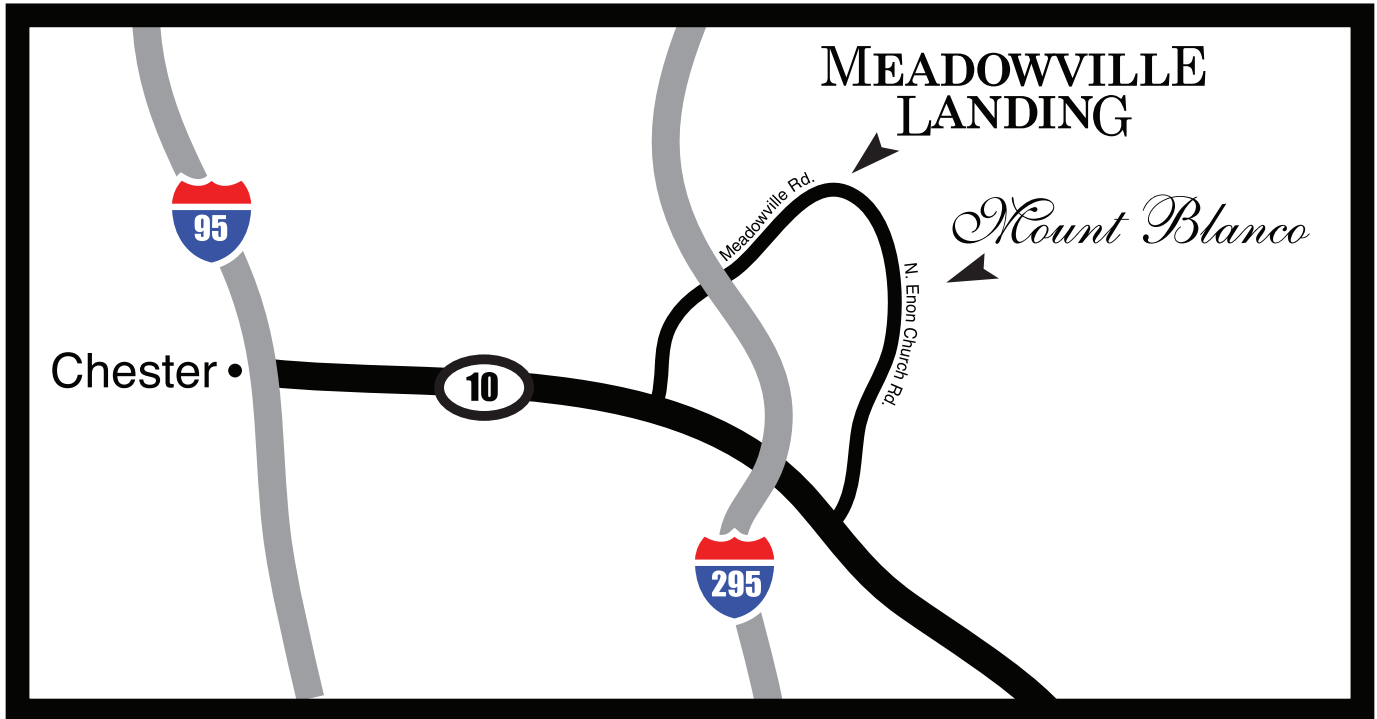 MEADOWVILLE
LANDING
Meadowville Rd.
Mount Blanco
95
N. Enon Church Rd.
Chester
10
295